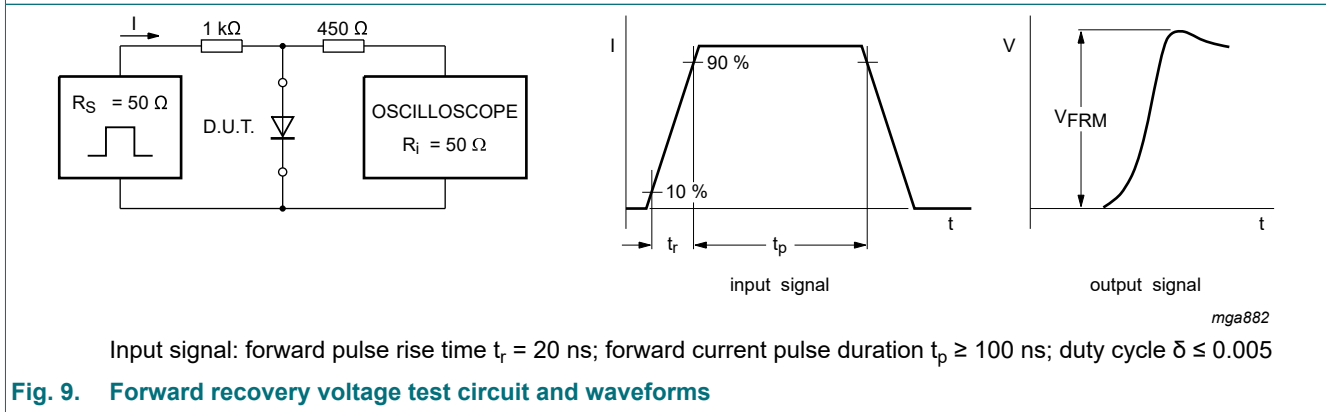 I
1 kΩ
450 Ω
R_S = 50 Ω
D.U.T.
OSCILLOSCOPE
R_i = 50 Ω
I
90 %
10 %
t
t_r
t_p
input signal
V
V_FRM
t
output signal
mga882
Input signal: forward pulse rise time t_r = 20 ns; forward current pulse duration t_p ≥ 100 ns; duty cycle δ ≤ 0.005
Fig. 9. Forward recovery voltage test circuit and waveforms